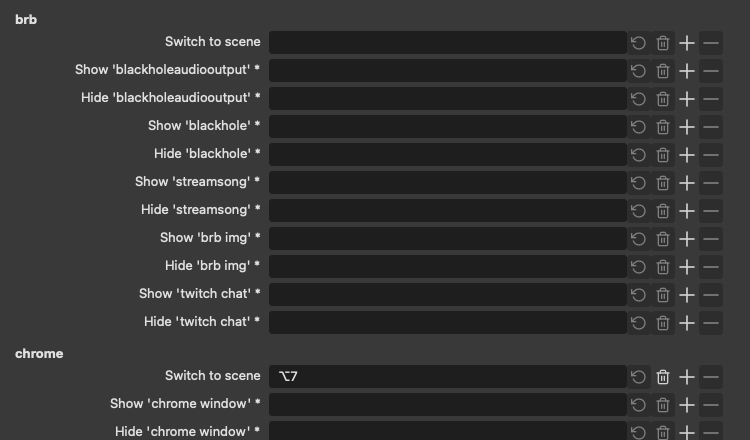 brb
Switch to scene
Show 'blackholeaudiooutput' *
Hide 'blackholeaudiooutput' *
Show 'blackhole' *
Hide 'blackhole' *
Show 'streamsong' *
Hide 'streamsong' *
Show 'brb img' *
Hide 'brb img' *
Show 'twitch chat' *
Hide 'twitch chat' *
chrome
Switch to scene ⌥7
Show 'chrome window' *
Hide 'chrome window' *